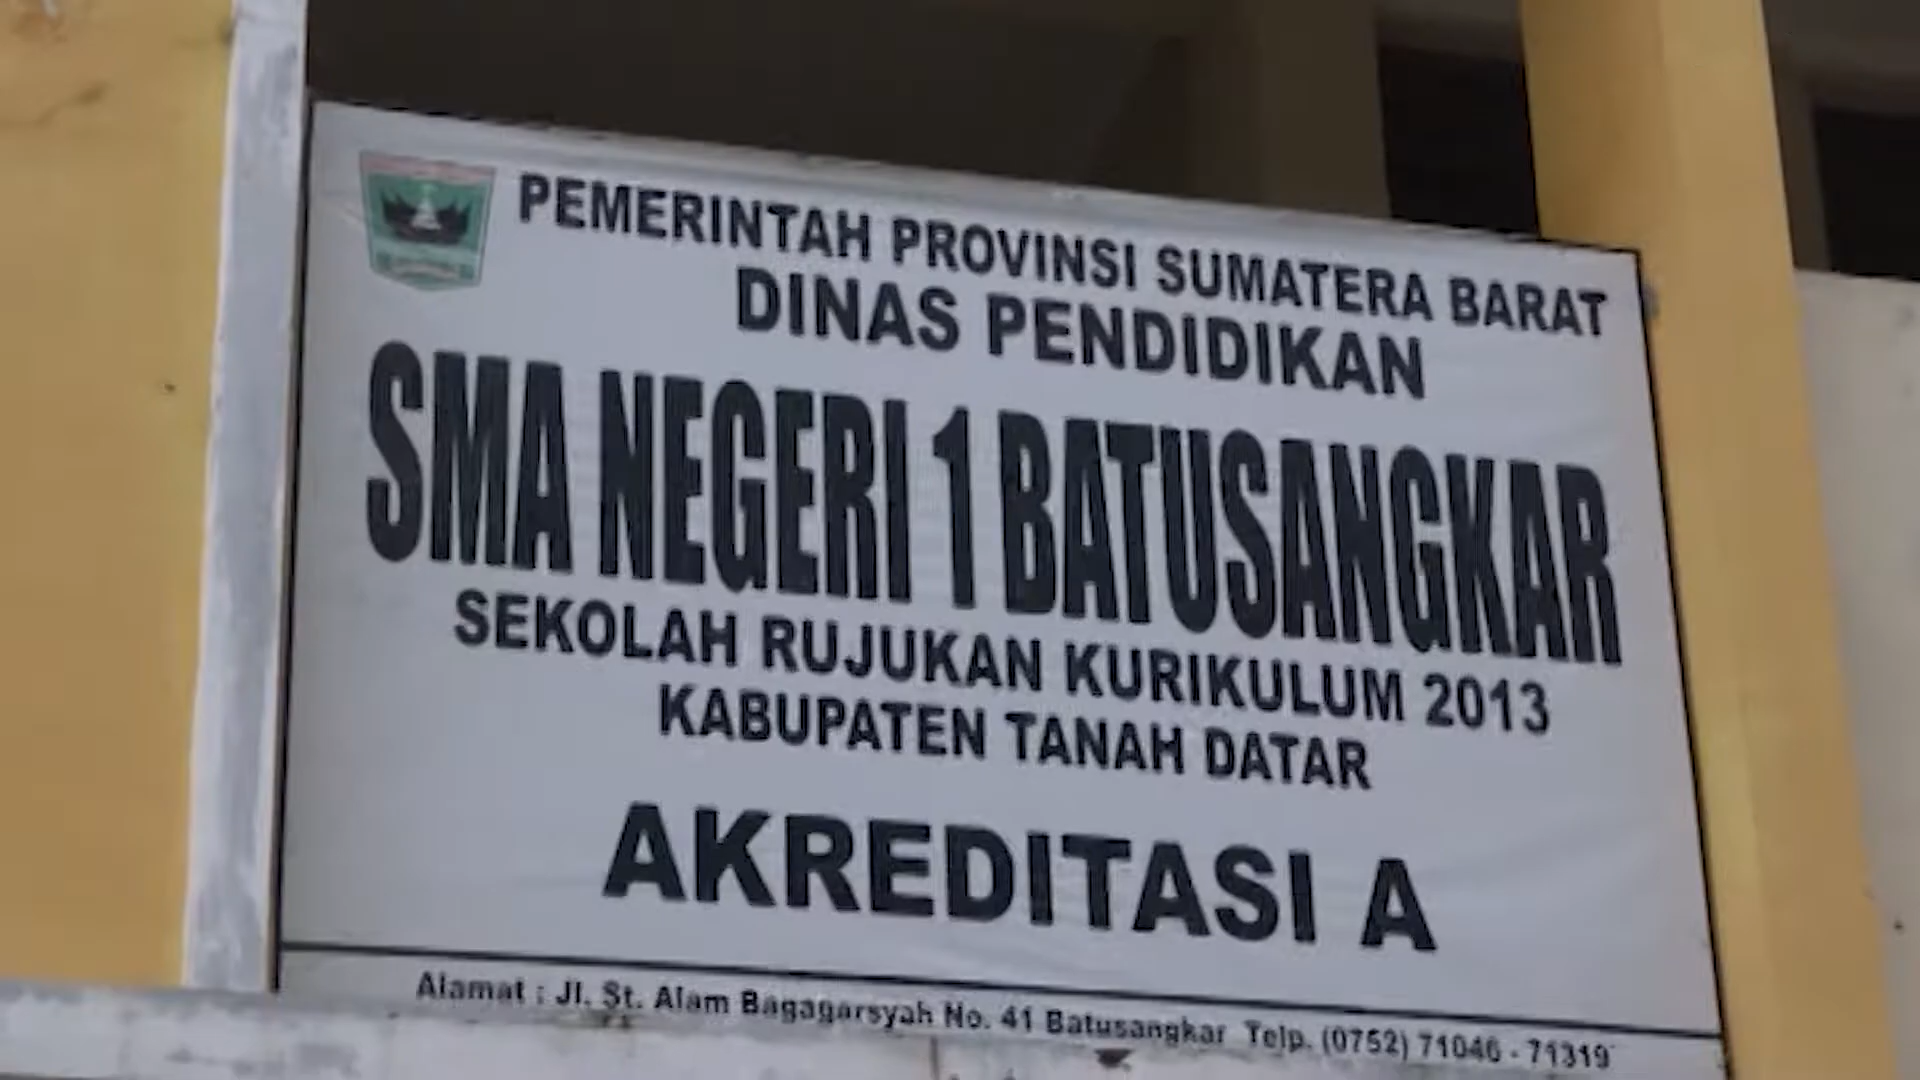 PEMERINTAH PROVINSI SUMATERA BARAT
DINAS PENDIDIKAN
SMA NEGERI 1 BATUSANGKAR
SEKOLAH RUJUKAN KURIKULUM 2013
KABUPATEN TANAH DATAR
AKREDITASI A
Alamat : Jl. St. Alam Bagagarsyah No. 41 Batusangkar Telp. (0752) 71046 - 71319